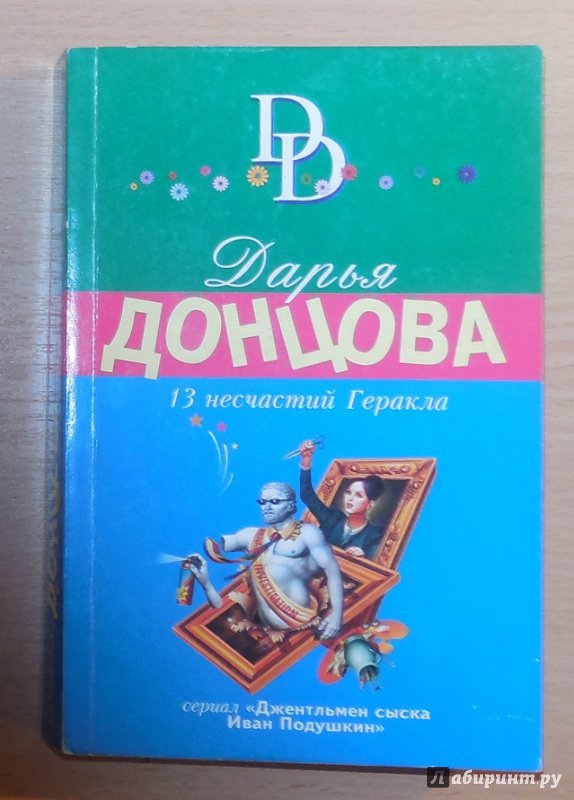 DD
Дарья
ДОНЦОВА
13 несчастий Геракла
сериал «Джентльмен сыска
Иван Подушкин»
Лабиринт.ру